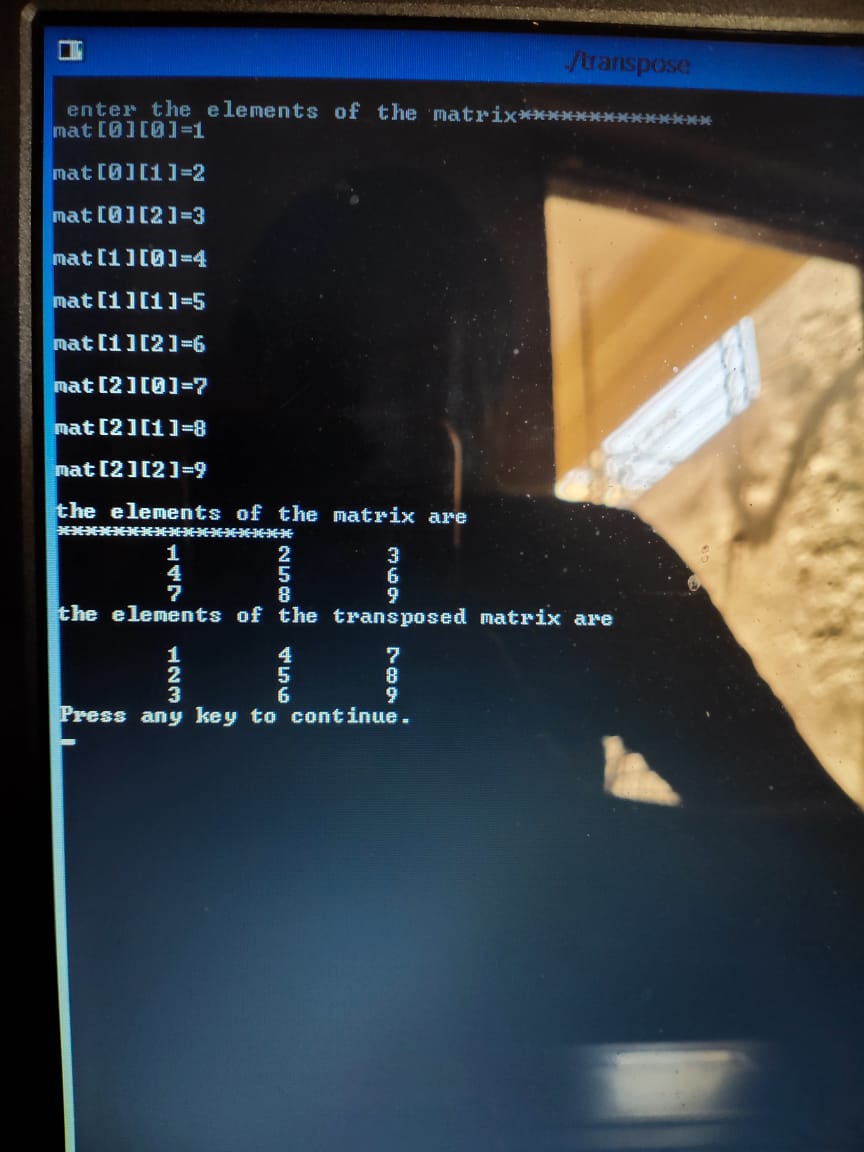 ./transpose
enter the elements of the matrix**************
mat[0][0]=1
mat[0][1]=2
mat[0][2]=3
mat[1][0]=4
mat[1][1]=5
mat[1][2]=6
mat[2][0]=7
mat[2][1]=8
mat[2][2]=9
the elements of the matrix are
*****************
1 2 3
4 5 6
7 8 9
the elements of the transposed matrix are
1 4 7
2 5 8
3 6 9
Press any key to continue.